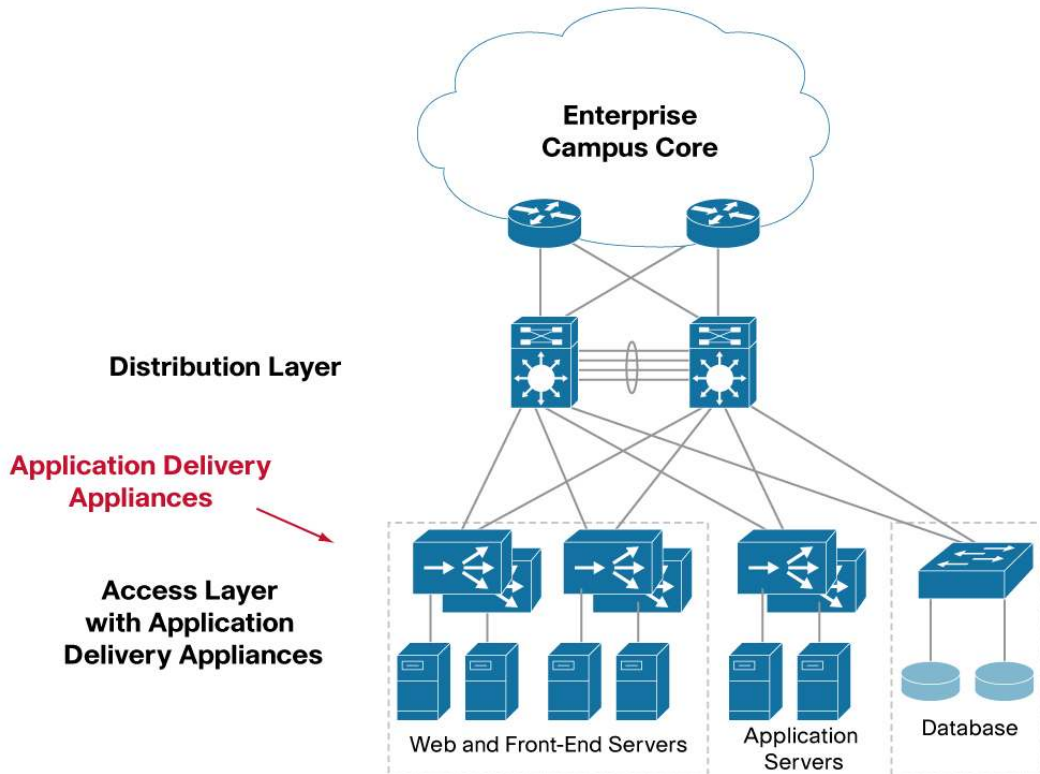 Enterprise
Campus Core
Distribution Layer
Application Delivery
Appliances
Access Layer
with Application
Delivery Appliances
Web and Front-End Servers
Application
Servers
Database